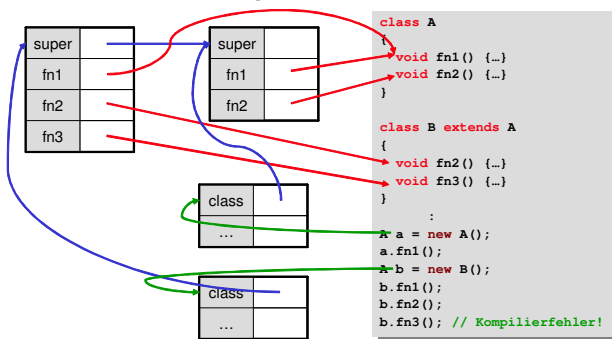 super
fn1
fn2
fn3
super
fn1
fn2
class
…
class
…
class A
{
void fn1() {…}
void fn2() {…}
}
class B extends A
{
void fn2() {…}
void fn3() {…}
}
:
A a = new A();
a.fn1();
A b = new B();
b.fn1();
b.fn2();
b.fn3(); // Kompilierfehler!